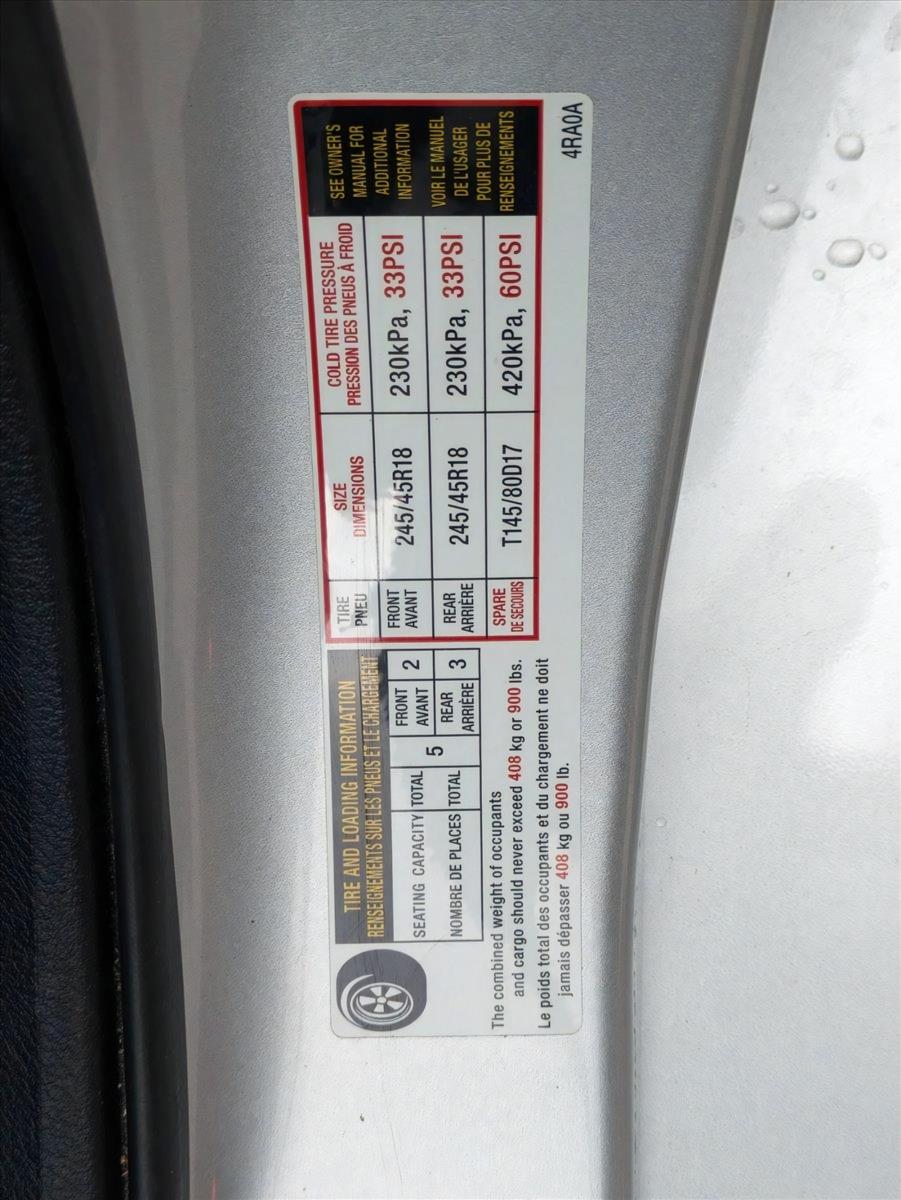 TIRE AND LOADING INFORMATION
RENSEIGNEMENTS SUR LES PNEUS ET LE CHARGEMENT
SEATING CAPACITY TOTAL 5 FRONT 2
AVANT
NOMBRE DE PLACES TOTAL REAR 3
ARRIÈRE
The combined weight of occupants
and cargo should never exceed 408 kg or 900 lbs.
Le poids total des occupants et du chargement ne doit
jamais dépasser 408 kg ou 900 lb.
TIRE SIZE COLD TIRE PRESSURE
PNEU DIMENSIONS PRESSION DES PNEUS À FROID
FRONT 245/45R18 230kPa, 33PSI
AVANT
REAR 245/45R18 230kPa, 33PSI
ARRIÈRE
SPARE T145/80D17 420kPa, 60PSI
DE SECOURS
SEE OWNER'S
MANUAL FOR
ADDITIONAL
INFORMATION
VOIR LE MANUEL
DE L'USAGER
POUR PLUS DE
RENSEIGNEMENTS
4RA0A